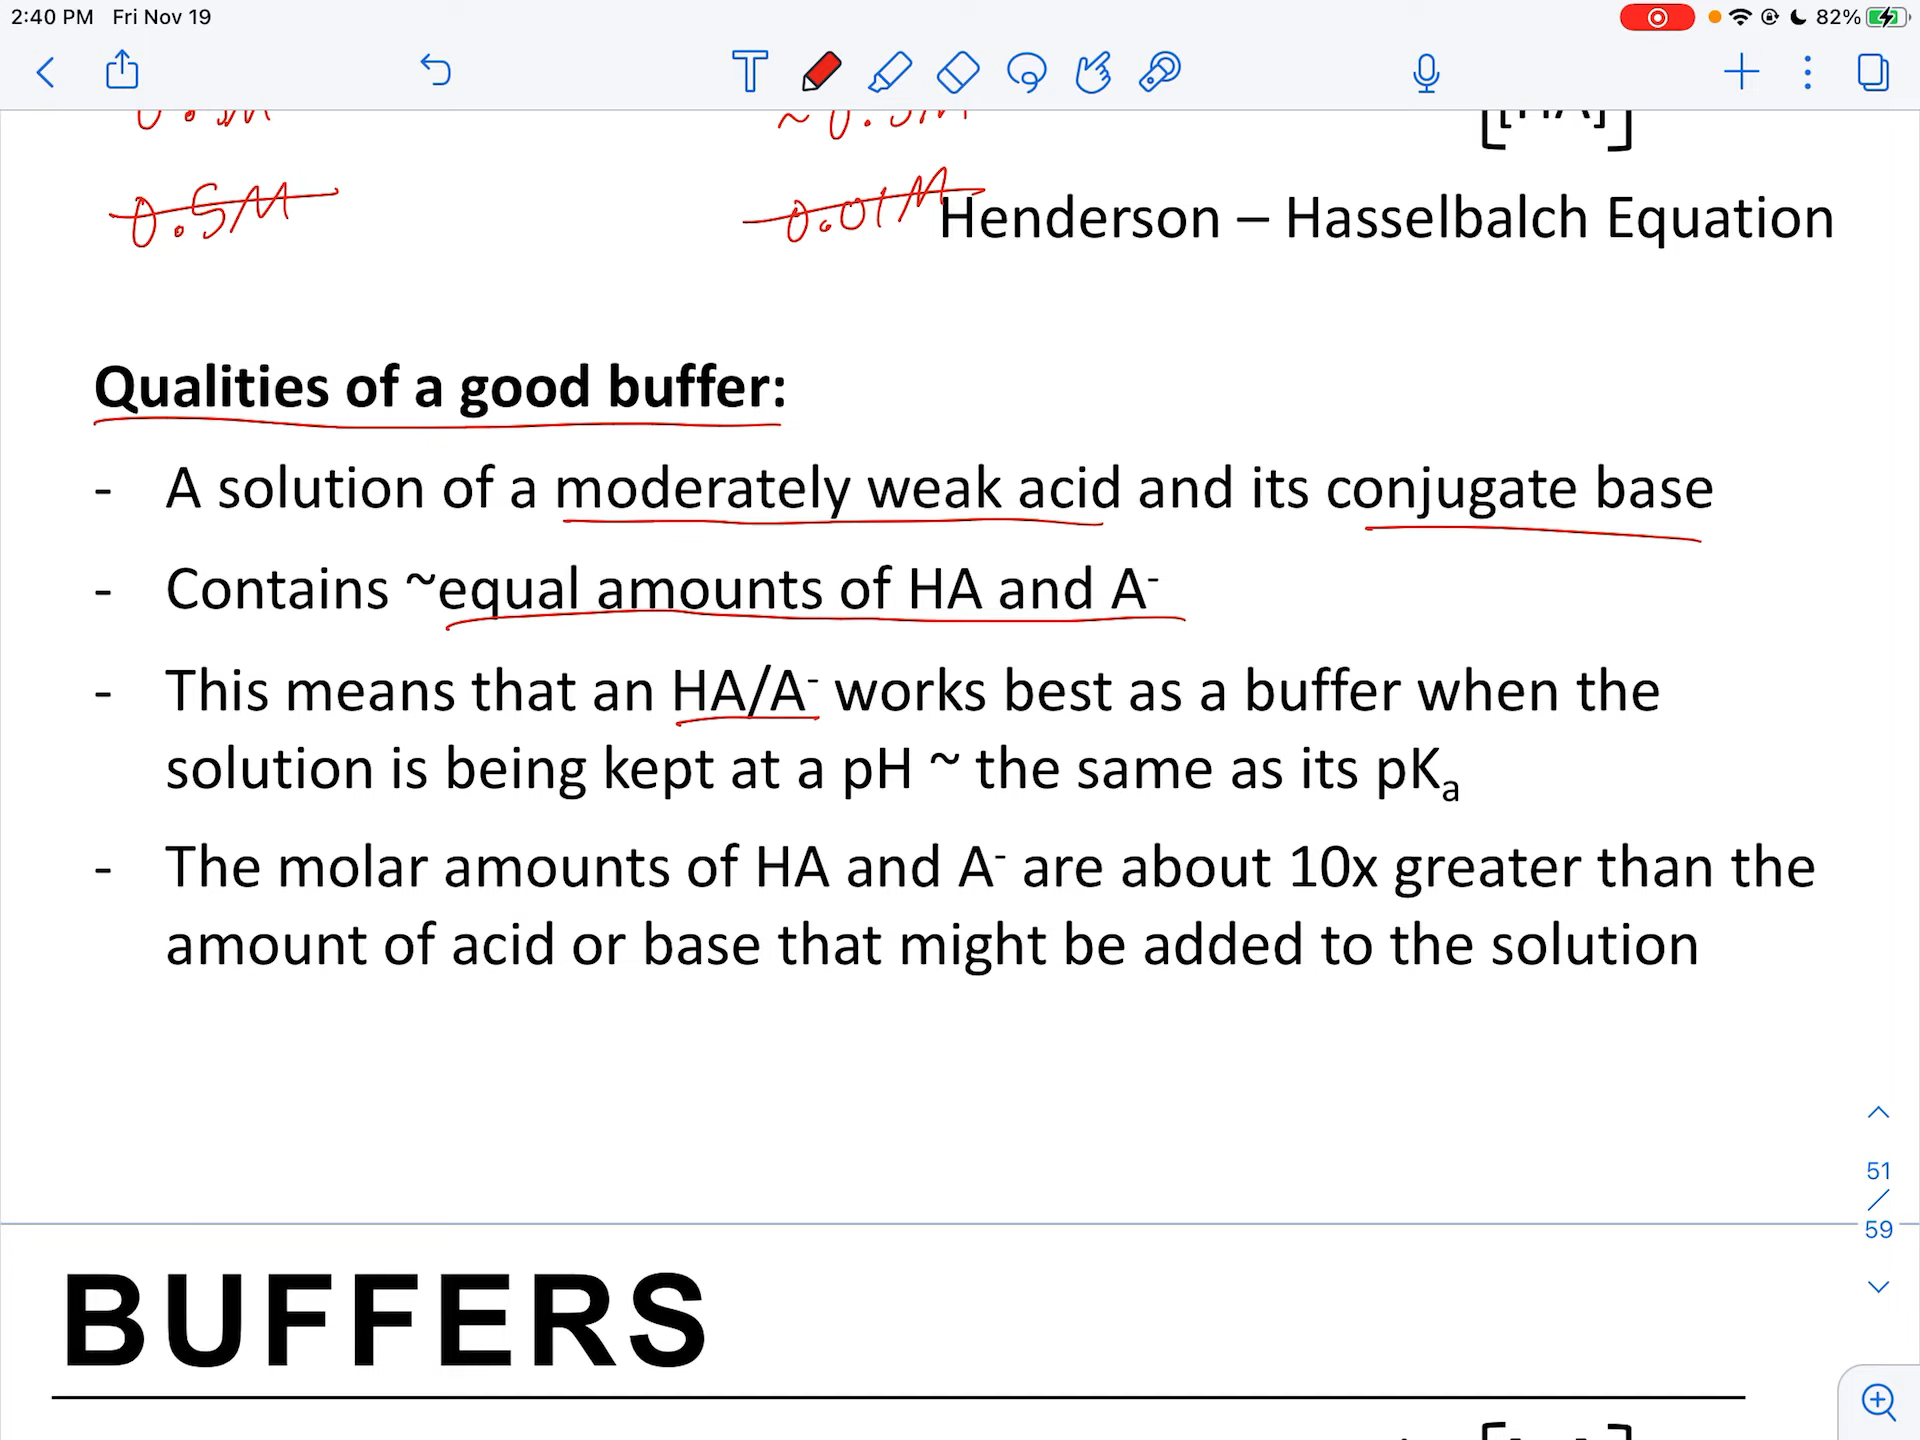 2:40 PM Fri Nov 19
82%
0.5M
0.01M
Henderson – Hasselbalch Equation
Qualities of a good buffer:
- A solution of a moderately weak acid and its conjugate base
- Contains ~equal amounts of HA and A⁻
- This means that an HA/A⁻ works best as a buffer when the
solution is being kept at a pH ~ the same as its pKₐ
- The molar amounts of HA and A⁻ are about 10x greater than the
amount of acid or base that might be added to the solution
51
/
59
BUFFERS